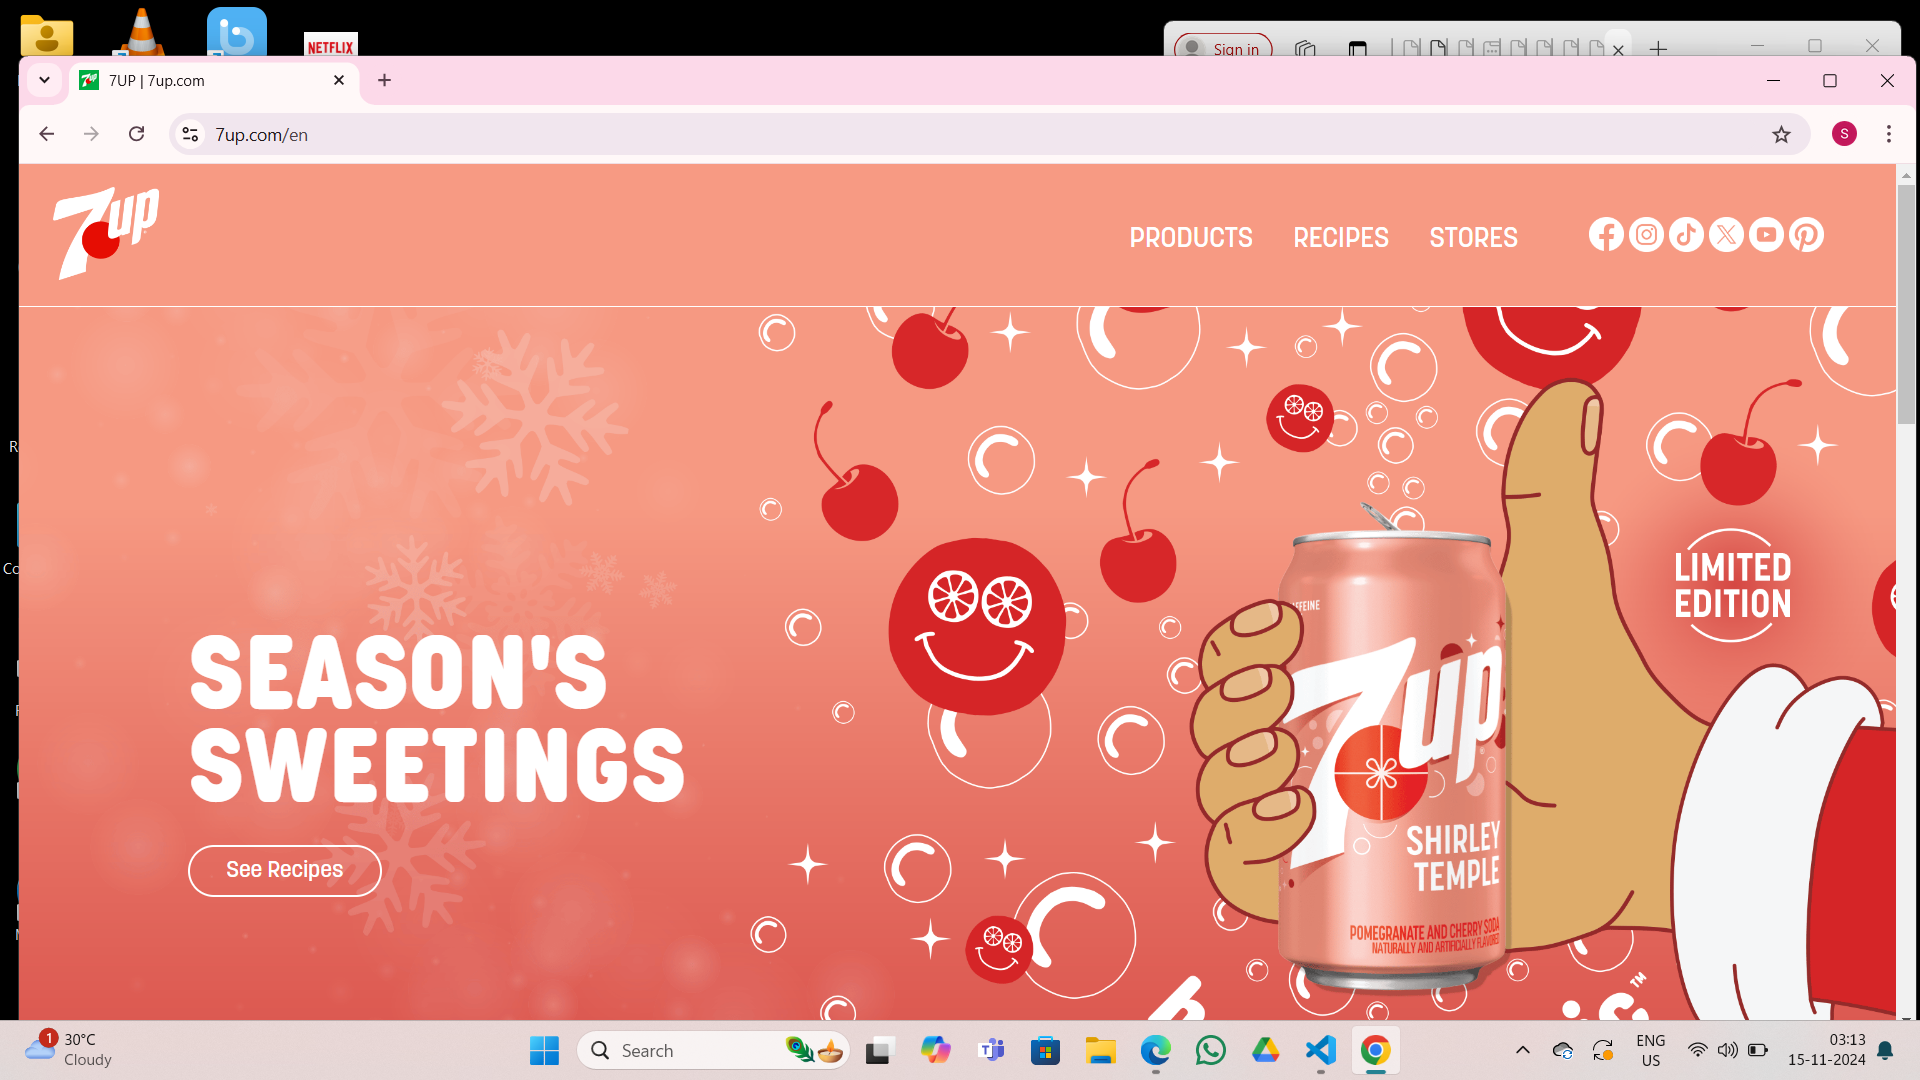 NETFLIX
Sign in
7UP | 7up.com
7up.com/en
7up
PRODUCTS
RECIPES
STORES
SEASON'S
SWEETINGS
See Recipes
LIMITED
EDITION
7up
SHIRLEY
TEMPLE
POMEGRANATE AND CHERRY SODA
NATURALLY AND ARTIFICIALLY FLAVORED
TM
S
R
Co
1
30°C
Cloudy
Search
ENG
US
03:13
15-11-2024